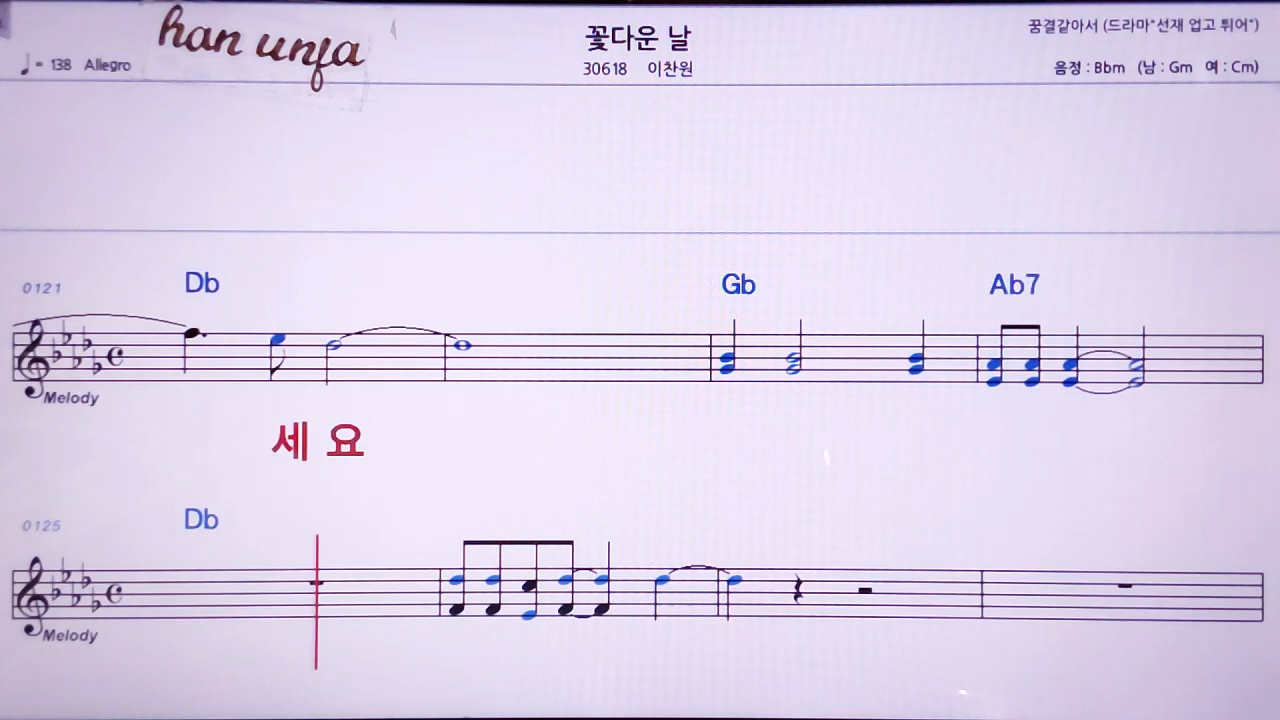 han unfa
꽃다운 날
꿈결같아서 (드라마"선재 업고 튀어")
♩= 138 Allegro
30618 이찬원
음정 : Bbm (남 : Gm 여 : Cm)
0121
Db Gb Ab7
Melody
세 요
0125
Db
Melody